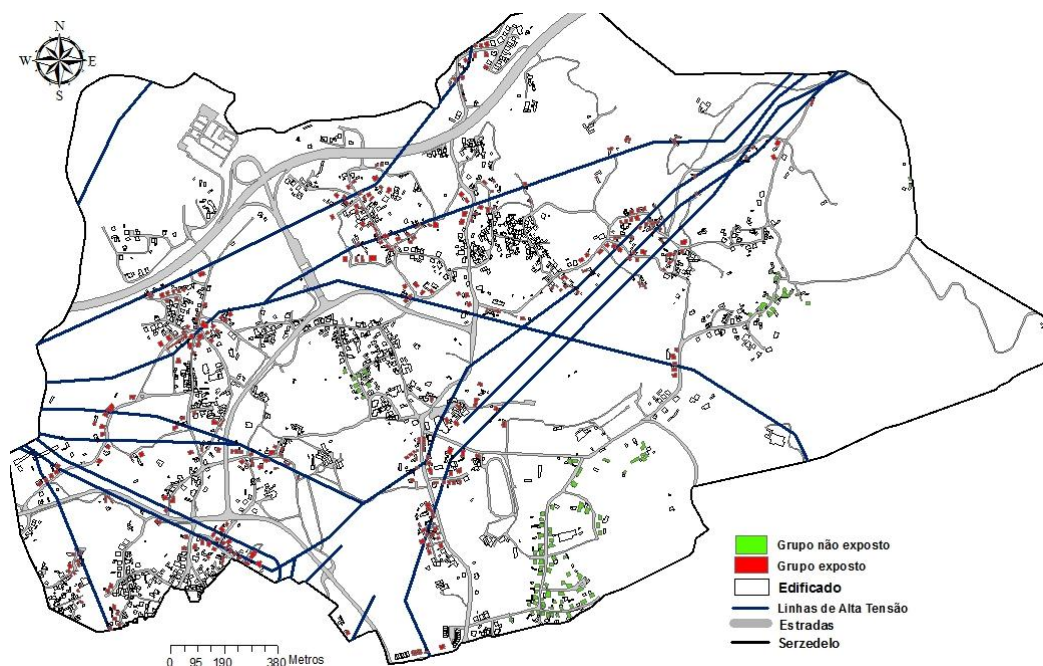 N
W E
S
Grupo não exposto
Grupo exposto
Edificado
Linhas de Alta Tensão
Estradas
Serzedelo
0 95 190 380 Metros